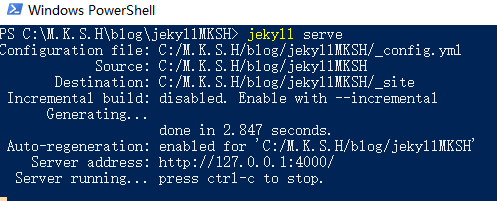 Windows PowerShell
PS C:\M.K.S.H\blog\jekyllMKSH> jekyll serve
Configuration file: C:/M.K.S.H/blog/jekyllMKSH/_config.yml
Source: C:/M.K.S.H/blog/jekyllMKSH
Destination: C:/M.K.S.H/blog/jekyllMKSH/_site
Incremental build: disabled. Enable with --incremental
Generating...
done in 2.847 seconds.
Auto-regeneration: enabled for 'C:/M.K.S.H/blog/jekyllMKSH'
Server address: http://127.0.0.1:4000/
Server running... press ctrl-c to stop.